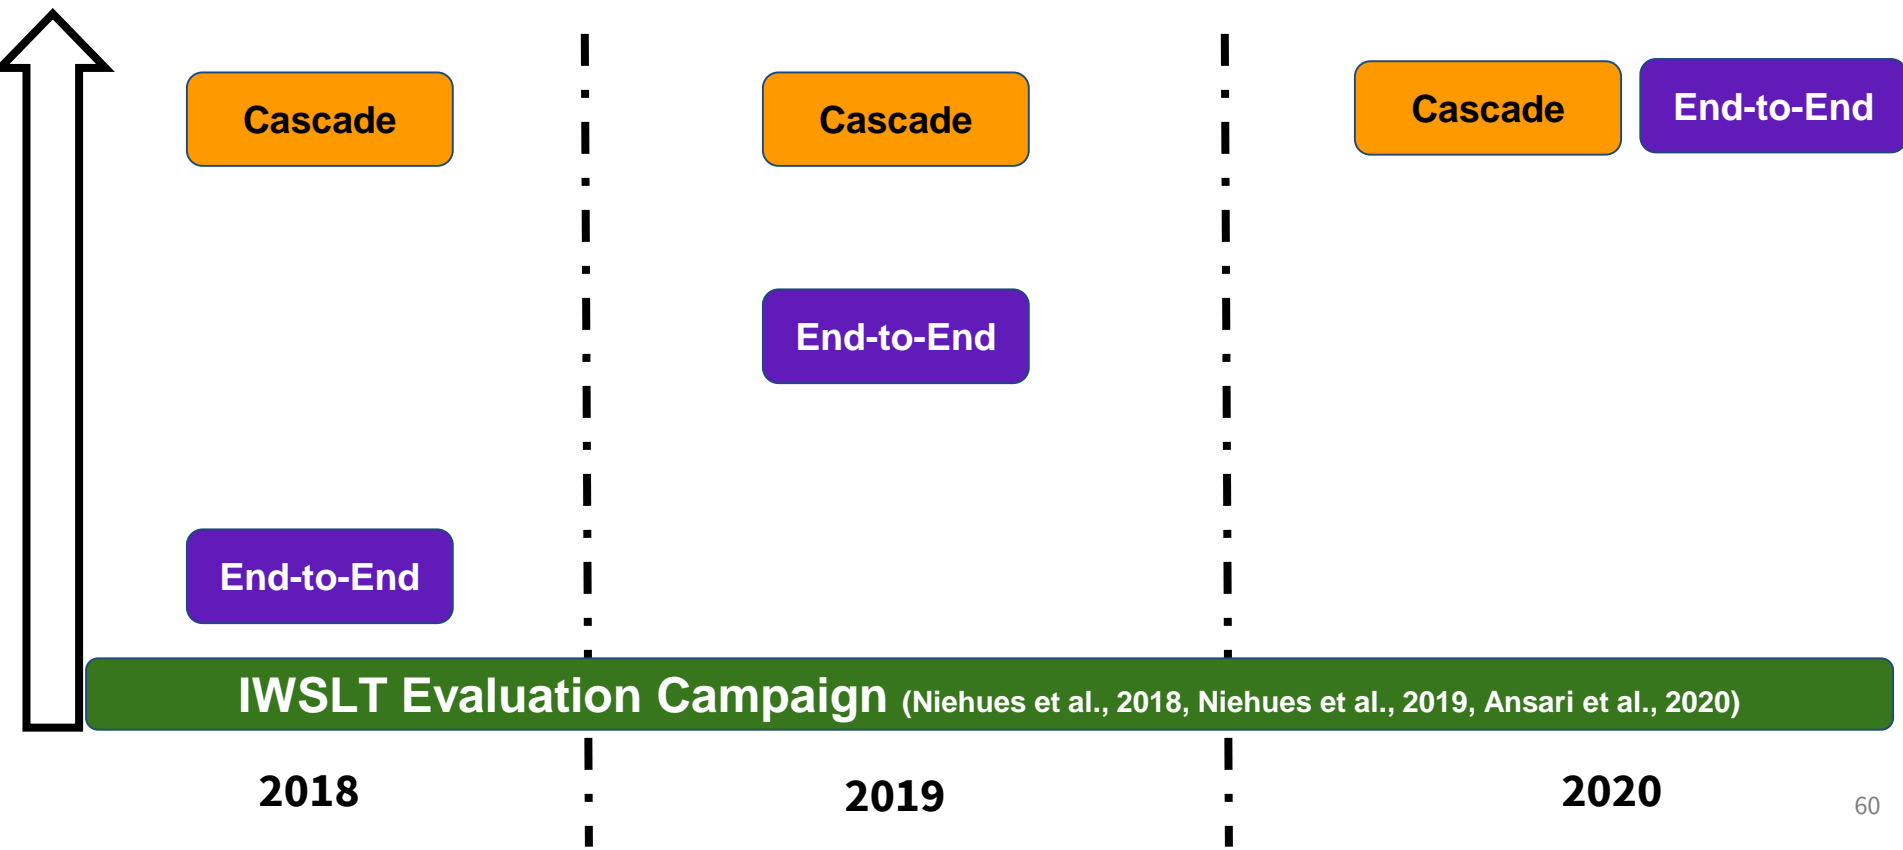 Cascade
Cascade
Cascade
End-to-End
End-to-End
End-to-End
IWSLT Evaluation Campaign (Niehues et al., 2018, Niehues et al., 2019, Ansari et al., 2020)
2018
2019
2020
60